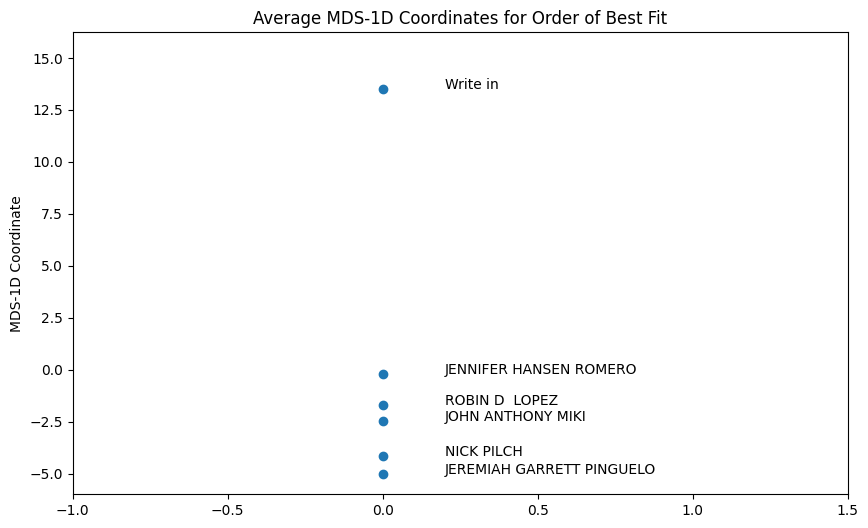 Average MDS-1D Coordinates for Order of Best Fit
MDS-1D Coordinate
15.0
12.5
10.0
7.5
5.0
2.5
0.0
−2.5
−5.0
Write in
JENNIFER HANSEN ROMERO
ROBIN D  LOPEZ
JOHN ANTHONY MIKI
NICK PILCH
JEREMIAH GARRETT PINGUELO
−1.0 −0.5 0.0 0.5 1.0 1.5